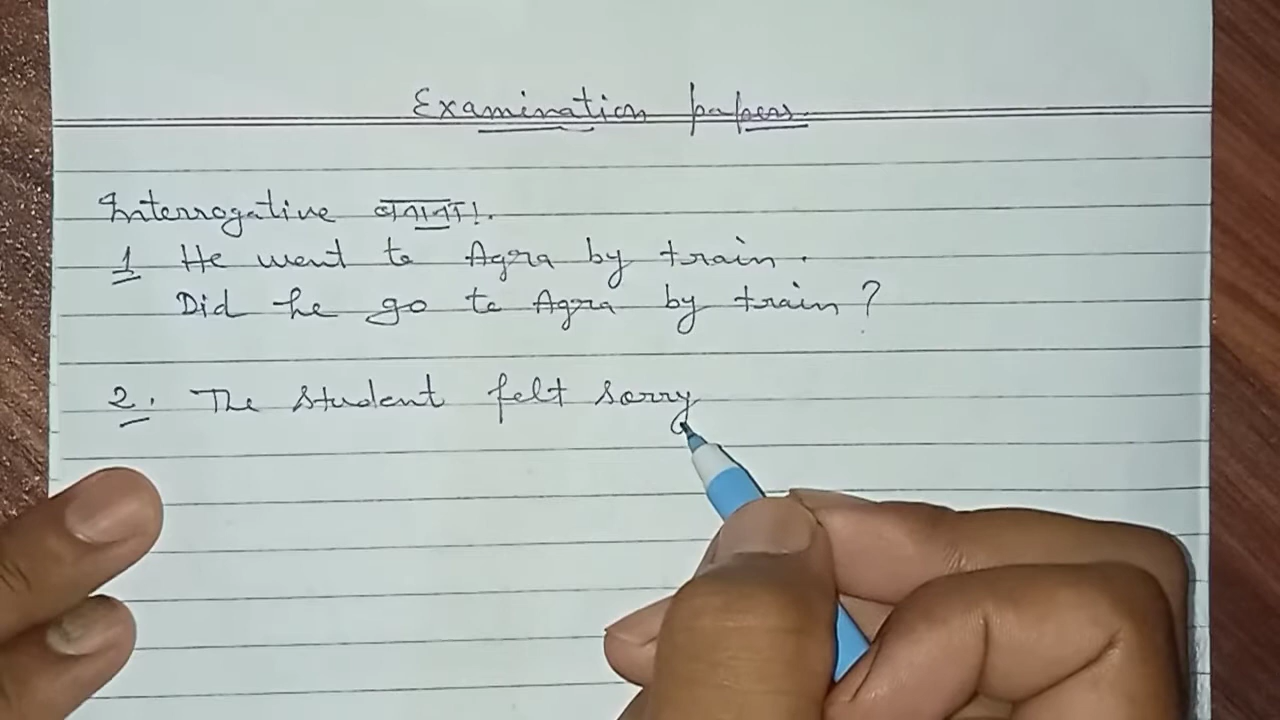 Examination papers.
Interrogative बनाना।.
1 He went to Agra by train.
Did he go to Agra by train?
2. The student felt sorry